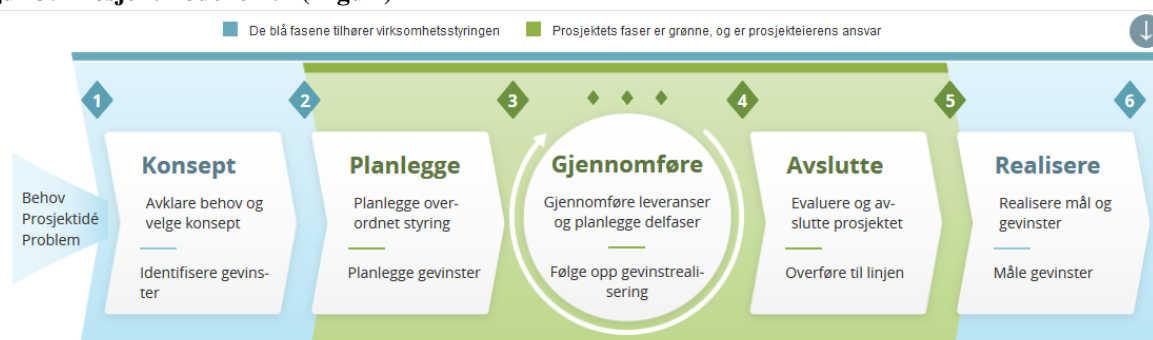 De blå fasene tilhører virksomhetsstyringen
Prosjektets faser er grønne, og er prosjekteierens ansvar
1
2
3
4
5
6
Behov
Prosjektidé
Problem
Konsept
Avklare behov og
velge konsept
Identifisere gevins-
ter
Planlegge
Planlegge over-
ordnet styring
Planlegge gevinster
Gjennomføre
Gjennomføre leveranser
og planlegge delfaser
Følge opp gevinstreali-
sering
Avslutte
Evaluere og av-
slutte prosjektet
Overføre til linjen
Realisere
Realisere mål og
gevinster
Måle gevinster